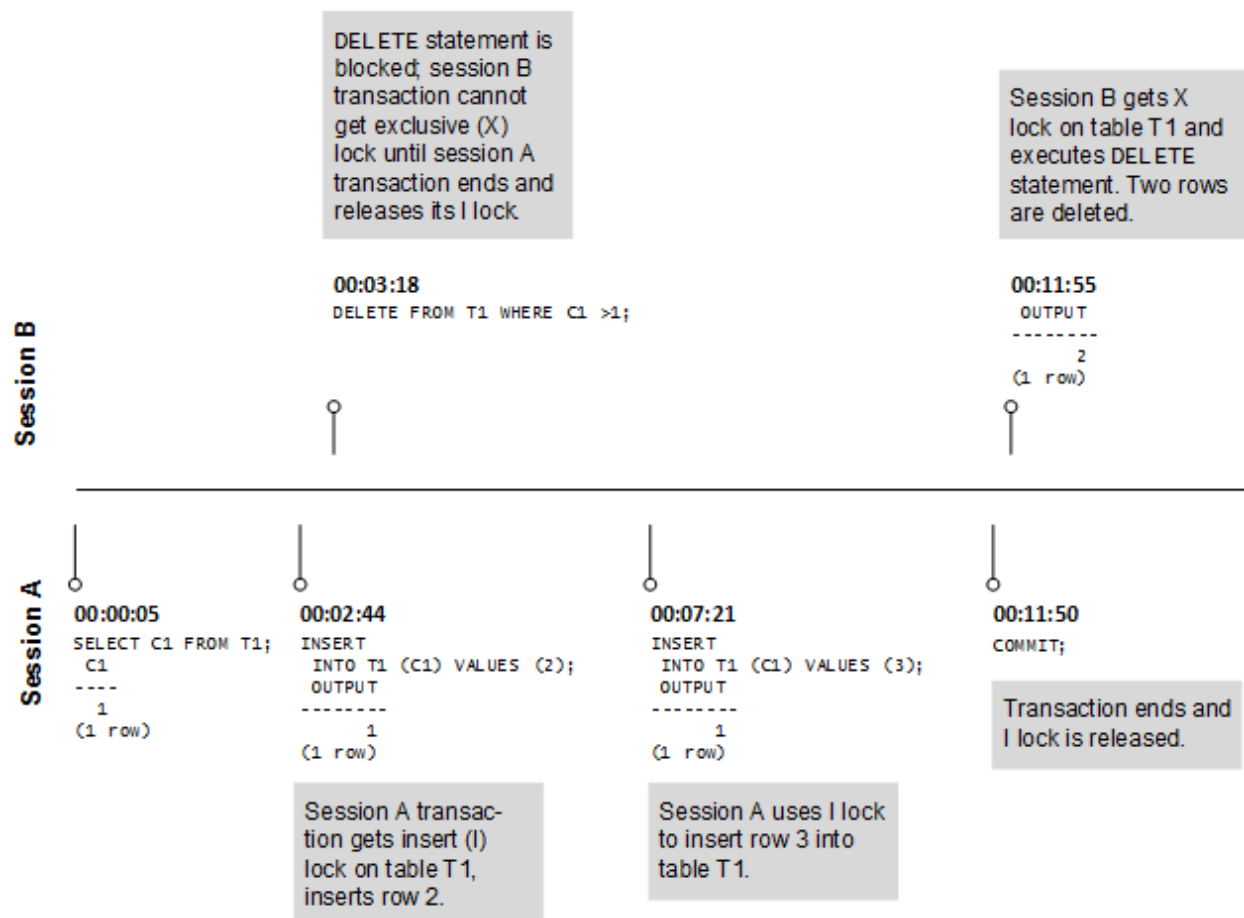 DELETE statement is
blocked; session B
transaction cannot
get exclusive (X)
lock until session A
transaction ends and
releases its I lock.
Session B gets X
lock on table T1 and
executes DELETE
statement. Two rows
are deleted.
Session B
00:03:18
DELETE FROM T1 WHERE C1 >1;
00:11:55
OUTPUT
--------
2
(1 row)
Session A
00:00:05
SELECT C1 FROM T1;
C1
----
1
(1 row)
00:02:44
INSERT
INTO T1 (C1) VALUES (2);
OUTPUT
--------
1
(1 row)
Session A transac-
tion gets insert (I)
lock on table T1,
inserts row 2.
00:07:21
INSERT
INTO T1 (C1) VALUES (3);
OUTPUT
--------
1
(1 row)
Session A uses I lock
to insert row 3 into
table T1.
00:11:50
COMMIT;
Transaction ends and
I lock is released.